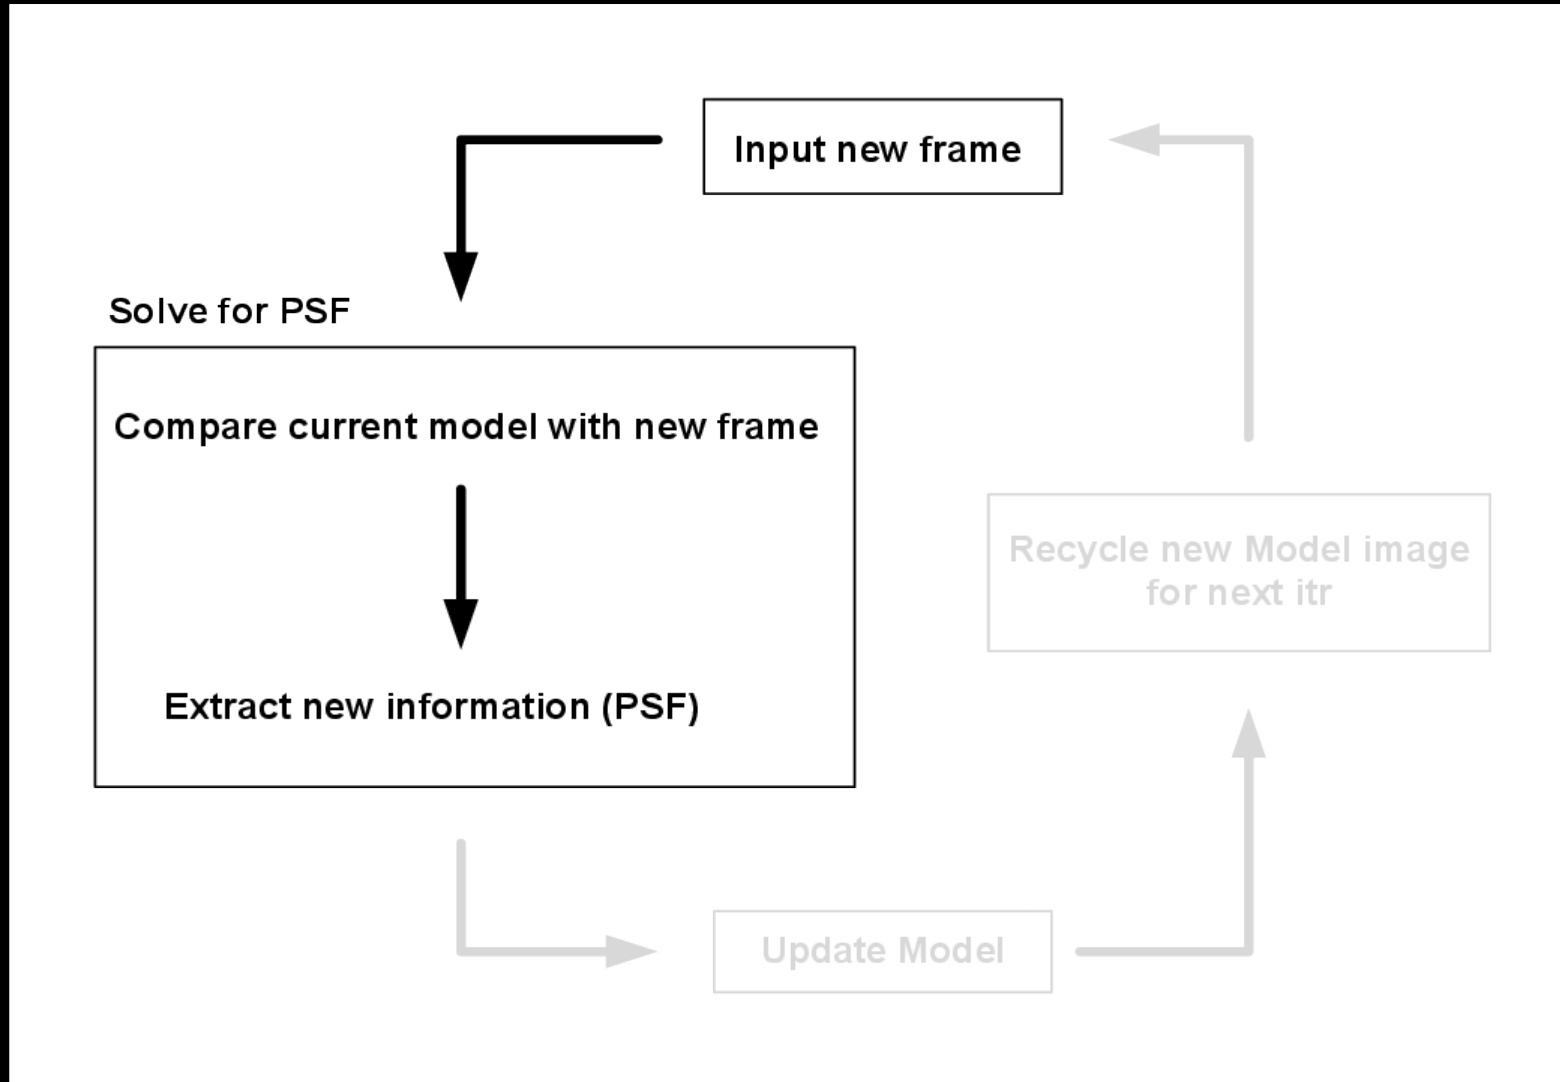 Input new frame
Solve for PSF
Compare current model with new frame
Extract new information (PSF)
Recycle new Model image
for next itr
Update Model